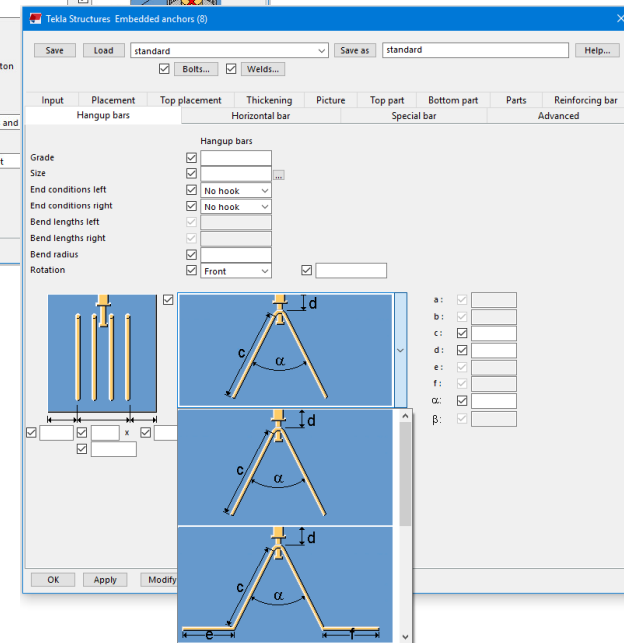 Tekla Structures Embedded anchors (8)
Save Load standard Save as standard Help...
Bolts... Welds...
ton
Input Placement Top placement Thickening Picture Top part Bottom part Parts Reinforcing bar
Hangup bars Horizontal bar Special bar Advanced
and
t
Hangup bars
Grade
Size ...
End conditions left No hook
End conditions right No hook
Bend lengths left
Bend lengths right
Bend radius
Rotation Front
d
c
α
a:
b:
c:
d:
e:
f:
α:
β:
x
d
c
α
d
c
α
e f
OK Apply Modify